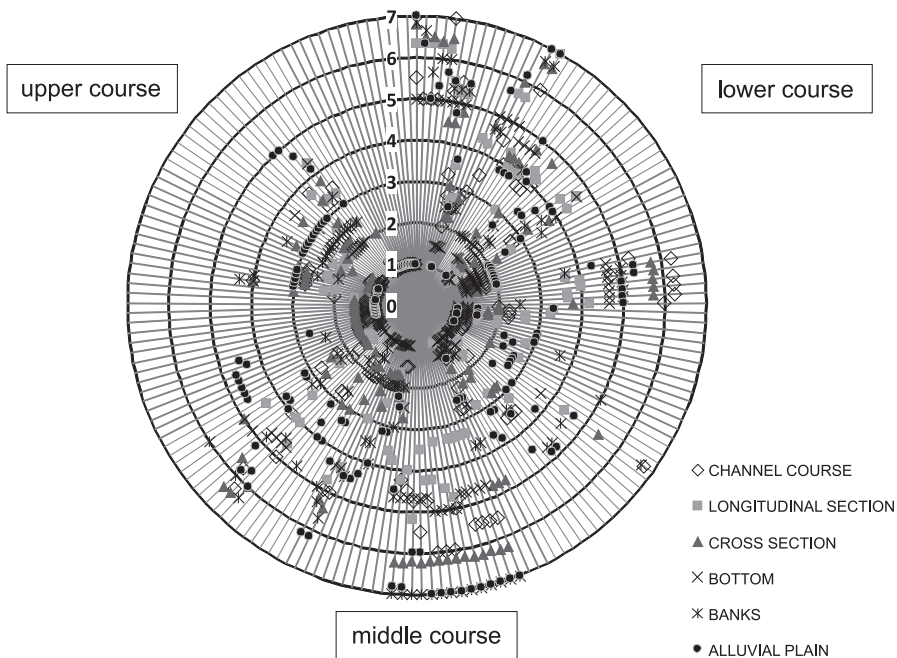 7
6
upper course
lower course
5
4
3
2
1
0
CHANNEL COURSE
LONGITUDINAL SECTION
CROSS SECTION
BOTTOM
BANKS
middle course
ALLUVIAL PLAIN